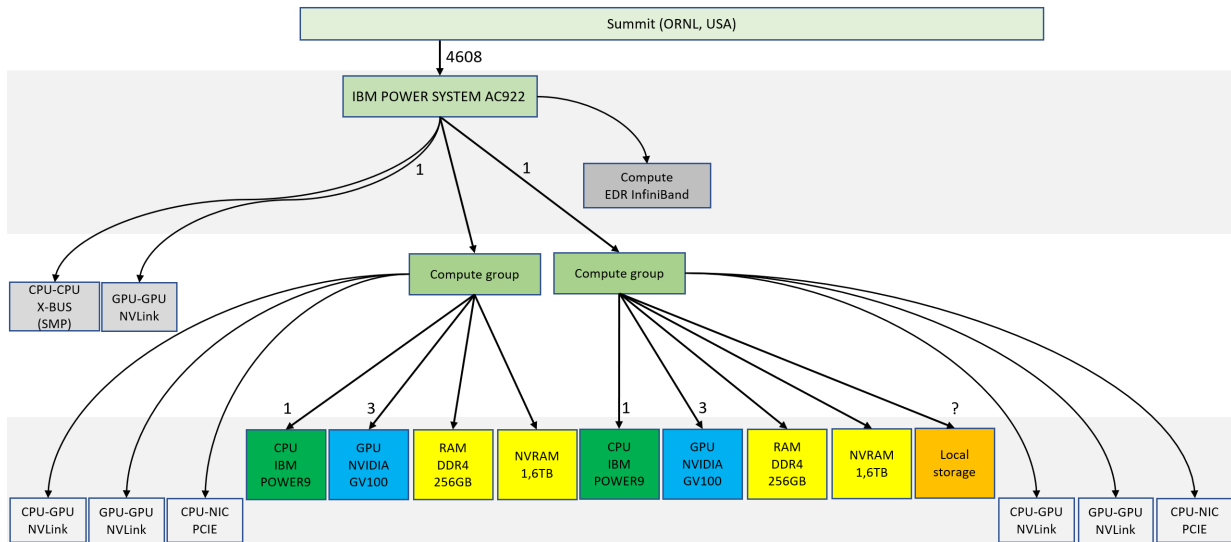 Summit (ORNL, USA)
4608
IBM POWER SYSTEM AC922
1
1
Compute
EDR InfiniBand
Compute group
Compute group
CPU-CPU
X-BUS
(SMP)
GPU-GPU
NVLink
1
3
1
3
?
CPU
IBM
POWER9
GPU
NVIDIA
GV100
RAM
DDR4
256GB
NVRAM
1,6TB
CPU
IBM
POWER9
GPU
NVIDIA
GV100
RAM
DDR4
256GB
NVRAM
1,6TB
Local
storage
CPU-GPU
NVLink
GPU-GPU
NVLink
CPU-NIC
PCIE
CPU-GPU
NVLink
GPU-GPU
NVLink
CPU-NIC
PCIE